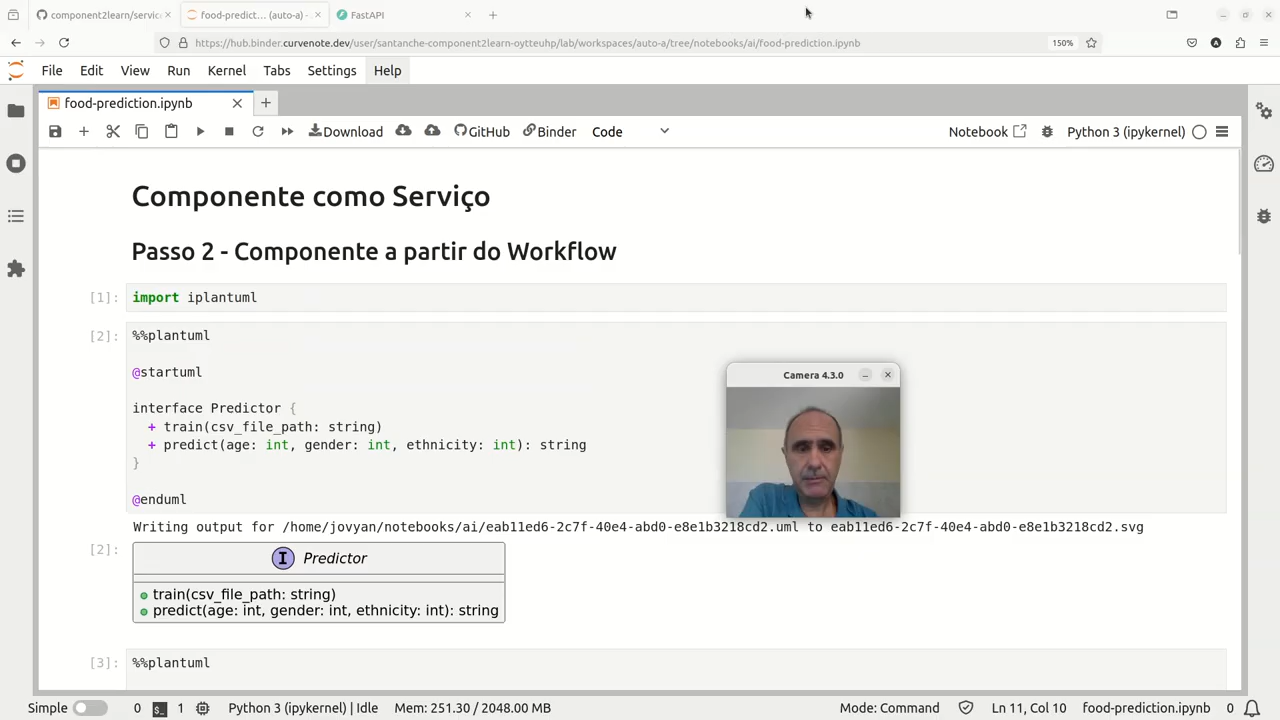 component2learn/servic
food-predict… (auto-a) -
FastAPI
https://hub.binder.curvenote.dev/user/santanche-component2learn-oytteuhp/lab/workspaces/auto-a/tree/notebooks/ai/food-prediction.ipynb
150%
File Edit View Run Kernel Tabs Settings Help
food-prediction.ipynb
Download GitHub Binder Code Notebook Python 3 (ipykernel)
Componente como Serviço
Passo 2 - Componente a partir do Workflow
[1]: import iplantuml
[2]: %%plantuml
@startuml
interface Predictor {
+ train(csv_file_path: string)
+ predict(age: int, gender: int, ethnicity: int): string
}
@enduml
Camera 4.3.0
Writing output for /home/jovyan/notebooks/ai/eab11ed6-2c7f-40e4-abd0-e8e1b3218cd2.uml to eab11ed6-2c7f-40e4-abd0-e8e1b3218cd2.svg
[2]: I Predictor
train(csv_file_path: string)
predict(age: int, gender: int, ethnicity: int): string
[3]: %%plantuml
Simple 0 $_ 1 Python 3 (ipykernel) | Idle Mem: 251.30 / 2048.00 MB Mode: Command Ln 11, Col 10 food-prediction.ipynb 0